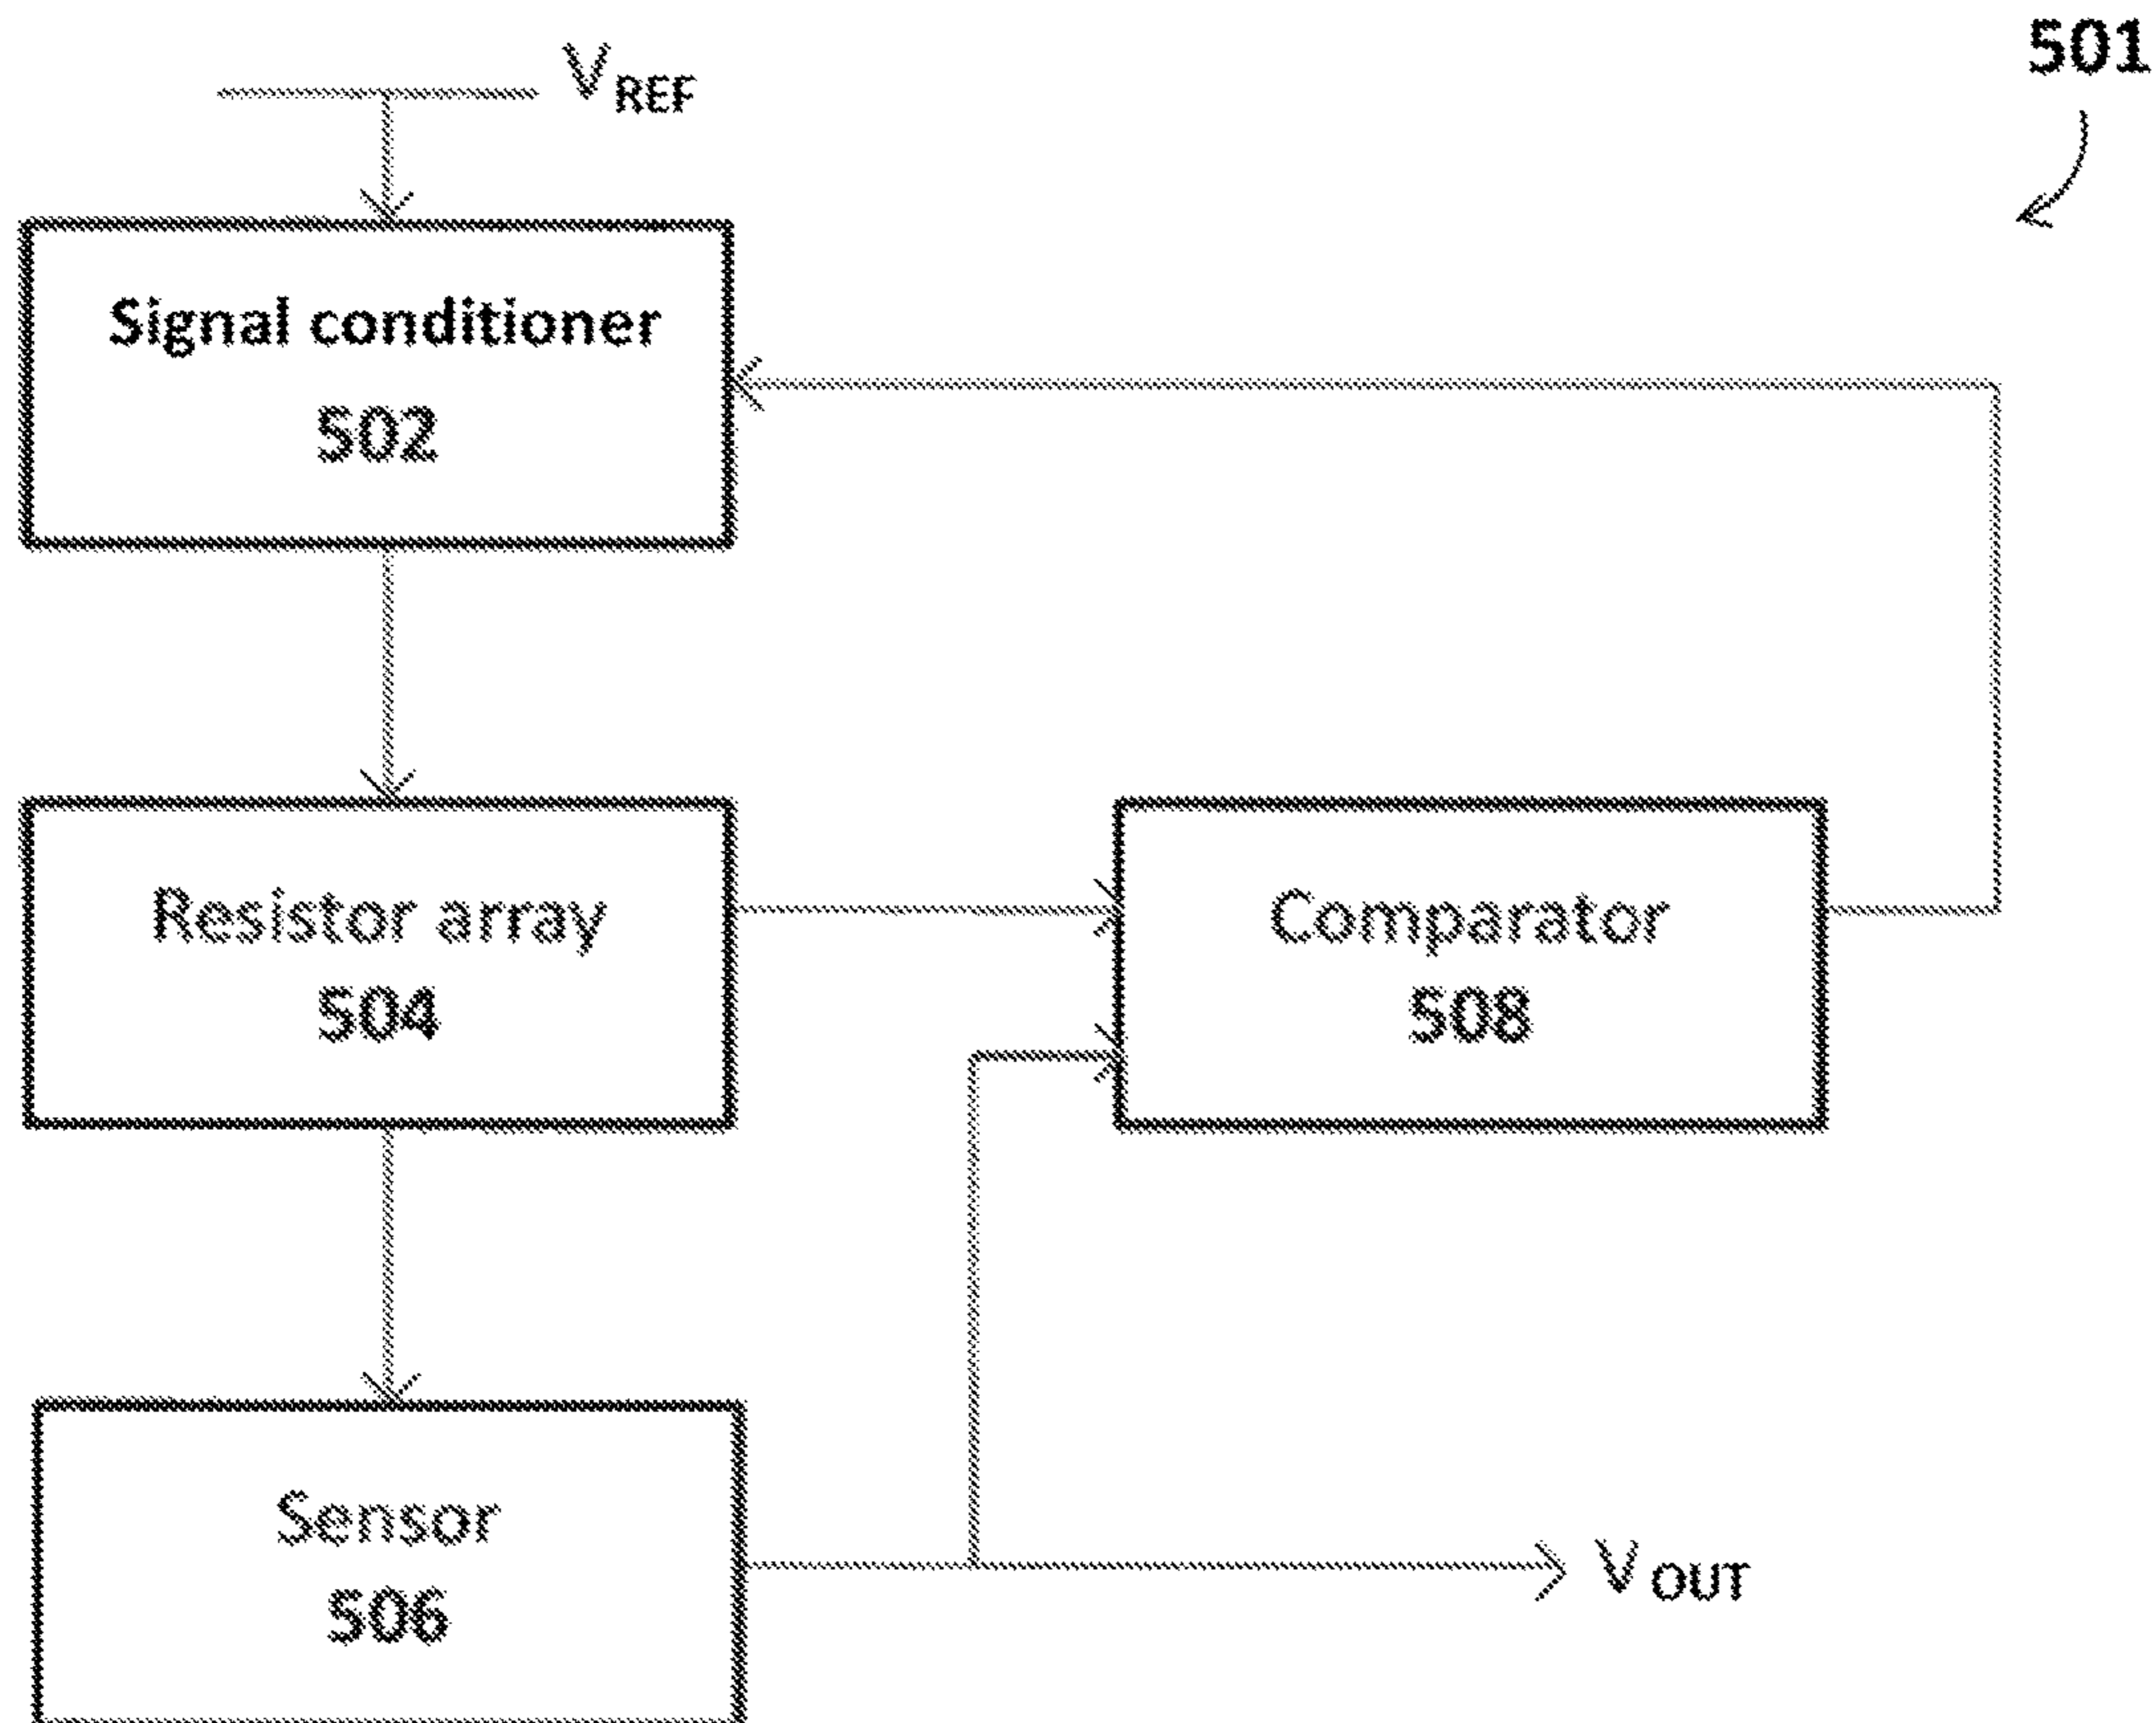 501
VREF
Signal conditioner
502
Resistor array
504
Comparator
508
Sensor
506
VOUT